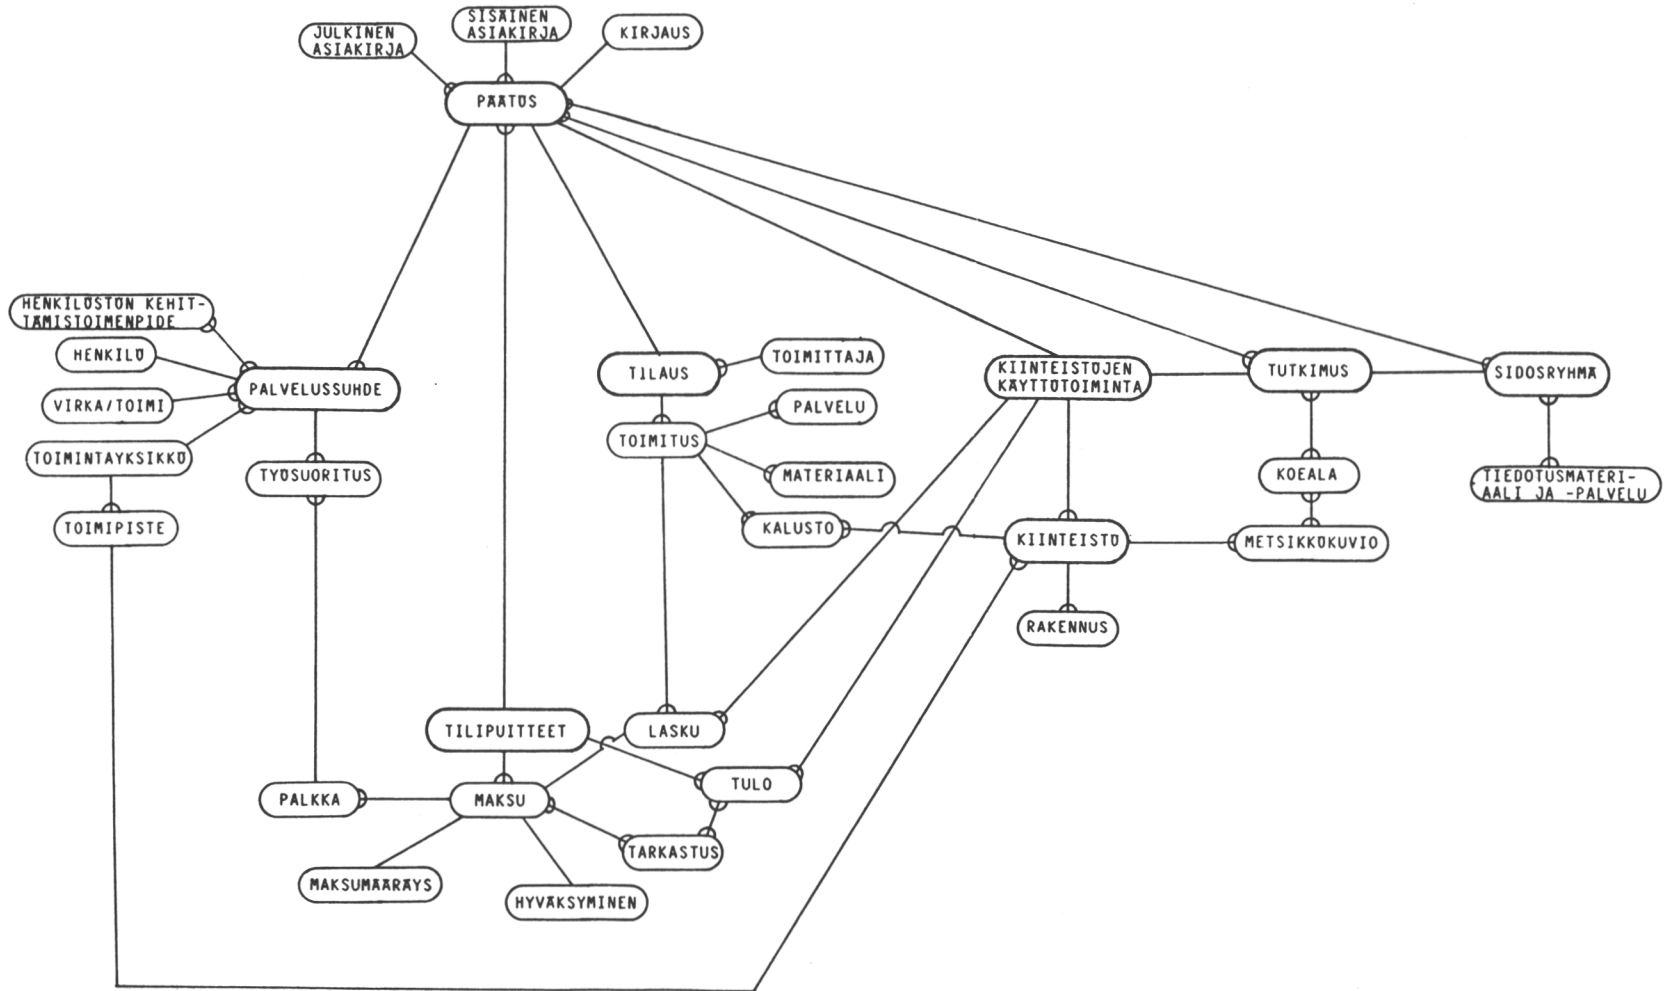 JULKINEN
ASIAKIRJA
SISÄINEN
ASIAKIRJA
KIRJAUS
PÄÄTÖS
HENKILÖSTÖN KEHIT-
TÄMISTOIMENPIDE
HENKILÖ
VIRKA/TOIMI
TOIMINTAYKSIKKÖ
TOIMIPISTE
PALVELUSSUHDE
TYÖSUORITUS
TILAUS
TOIMITTAJA
PALVELU
TOIMITUS
MATERIAALI
KALUSTO
KIINTEISTÖJEN
KÄYTTÖTOIMINTA
TUTKIMUS
SIDOSRYHMÄ
KOEALA
TIEDOTUSMATERI-
AALI JA -PALVELU
KIINTEISTÖ
METSIKKÖKUVIO
RAKENNUS
TILIPUITTEET
LASKU
TULO
PALKKA
MAKSU
TARKASTUS
MAKSUMÄÄRÄYS
HYVÄKSYMINEN